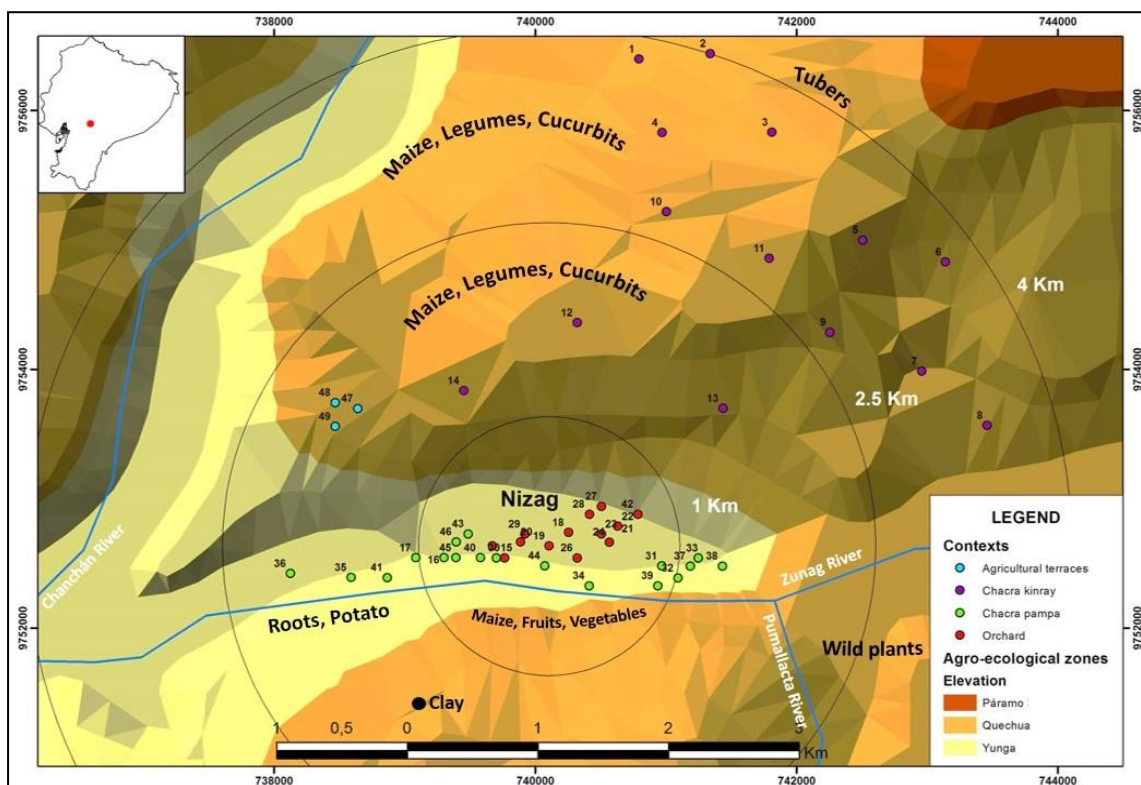 738000
740000
742000
744000
9756000
9756000
1
2
Tubers
4
3
Maize, Legumes, Cucurbits
10
5
11
6
4 Km
Maize, Legumes, Cucurbits
12
9
9754000
9754000
7
14
2.5 Km
48
47
13
49
8
Nizag
1 Km
27
28
42
22
23
21
24
29
18
19
43
46
17
16
45
40
15
44
26
31
37
33
38
32
36
35
41
34
39
Chanchán River
Zunag River
Pumallacta River
Roots, Potato
Maize, Fruits, Vegetables
Wild plants
9752000
9752000
Clay
1
0,5
0
1
2
3
Km
LEGEND
Contexts
Agricultural terraces
Chacra kinray
Chacra pampa
Orchard
Agro-ecological zones
Elevation
Páramo
Quechua
Yunga
738000
740000
742000
744000